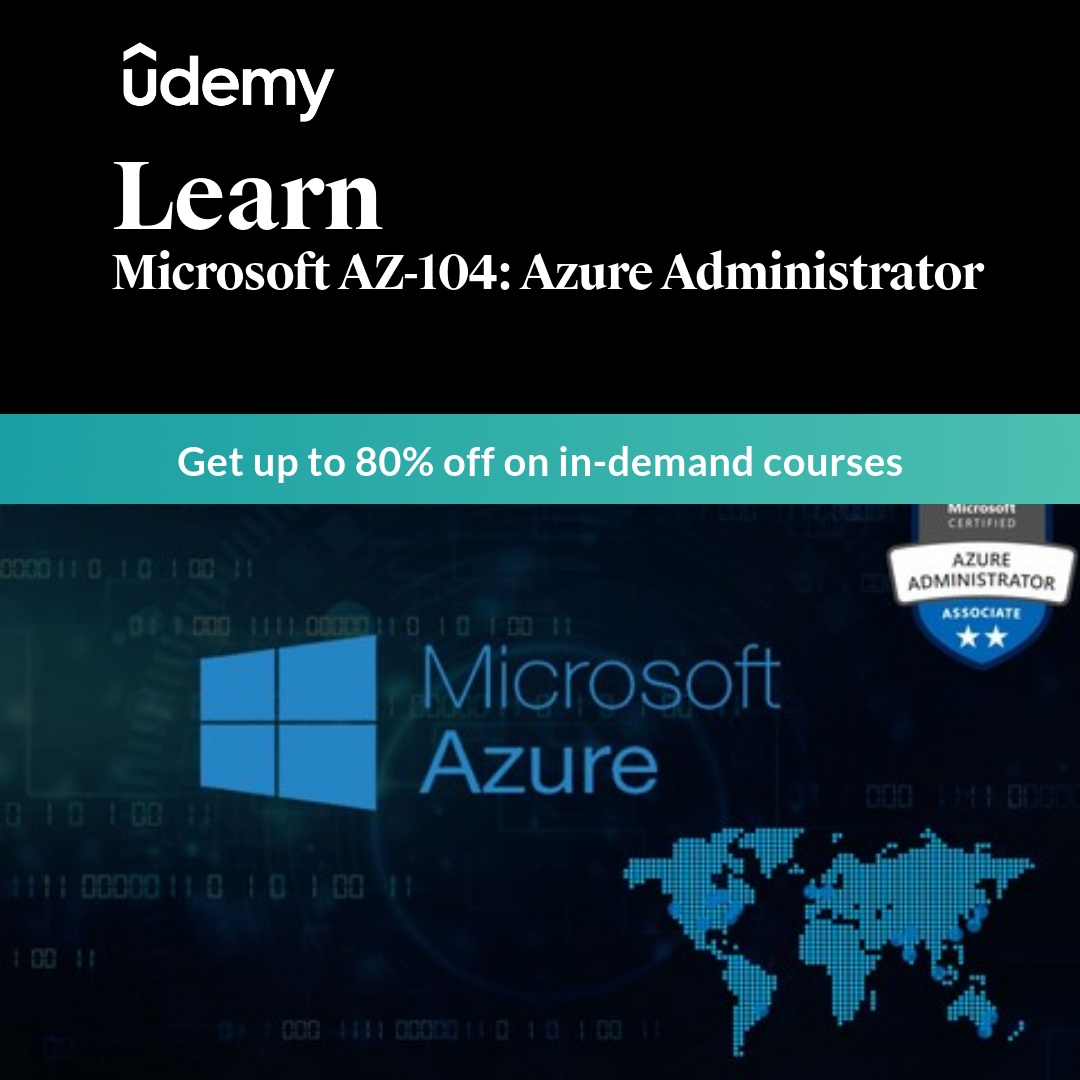 ûdemy
Learn
Microsoft AZ-104: Azure Administrator
Get up to 80% off on in-demand courses
Microsoft
CERTIFIED
AZURE
ADMINISTRATOR
ASSOCIATE
Microsoft
Azure